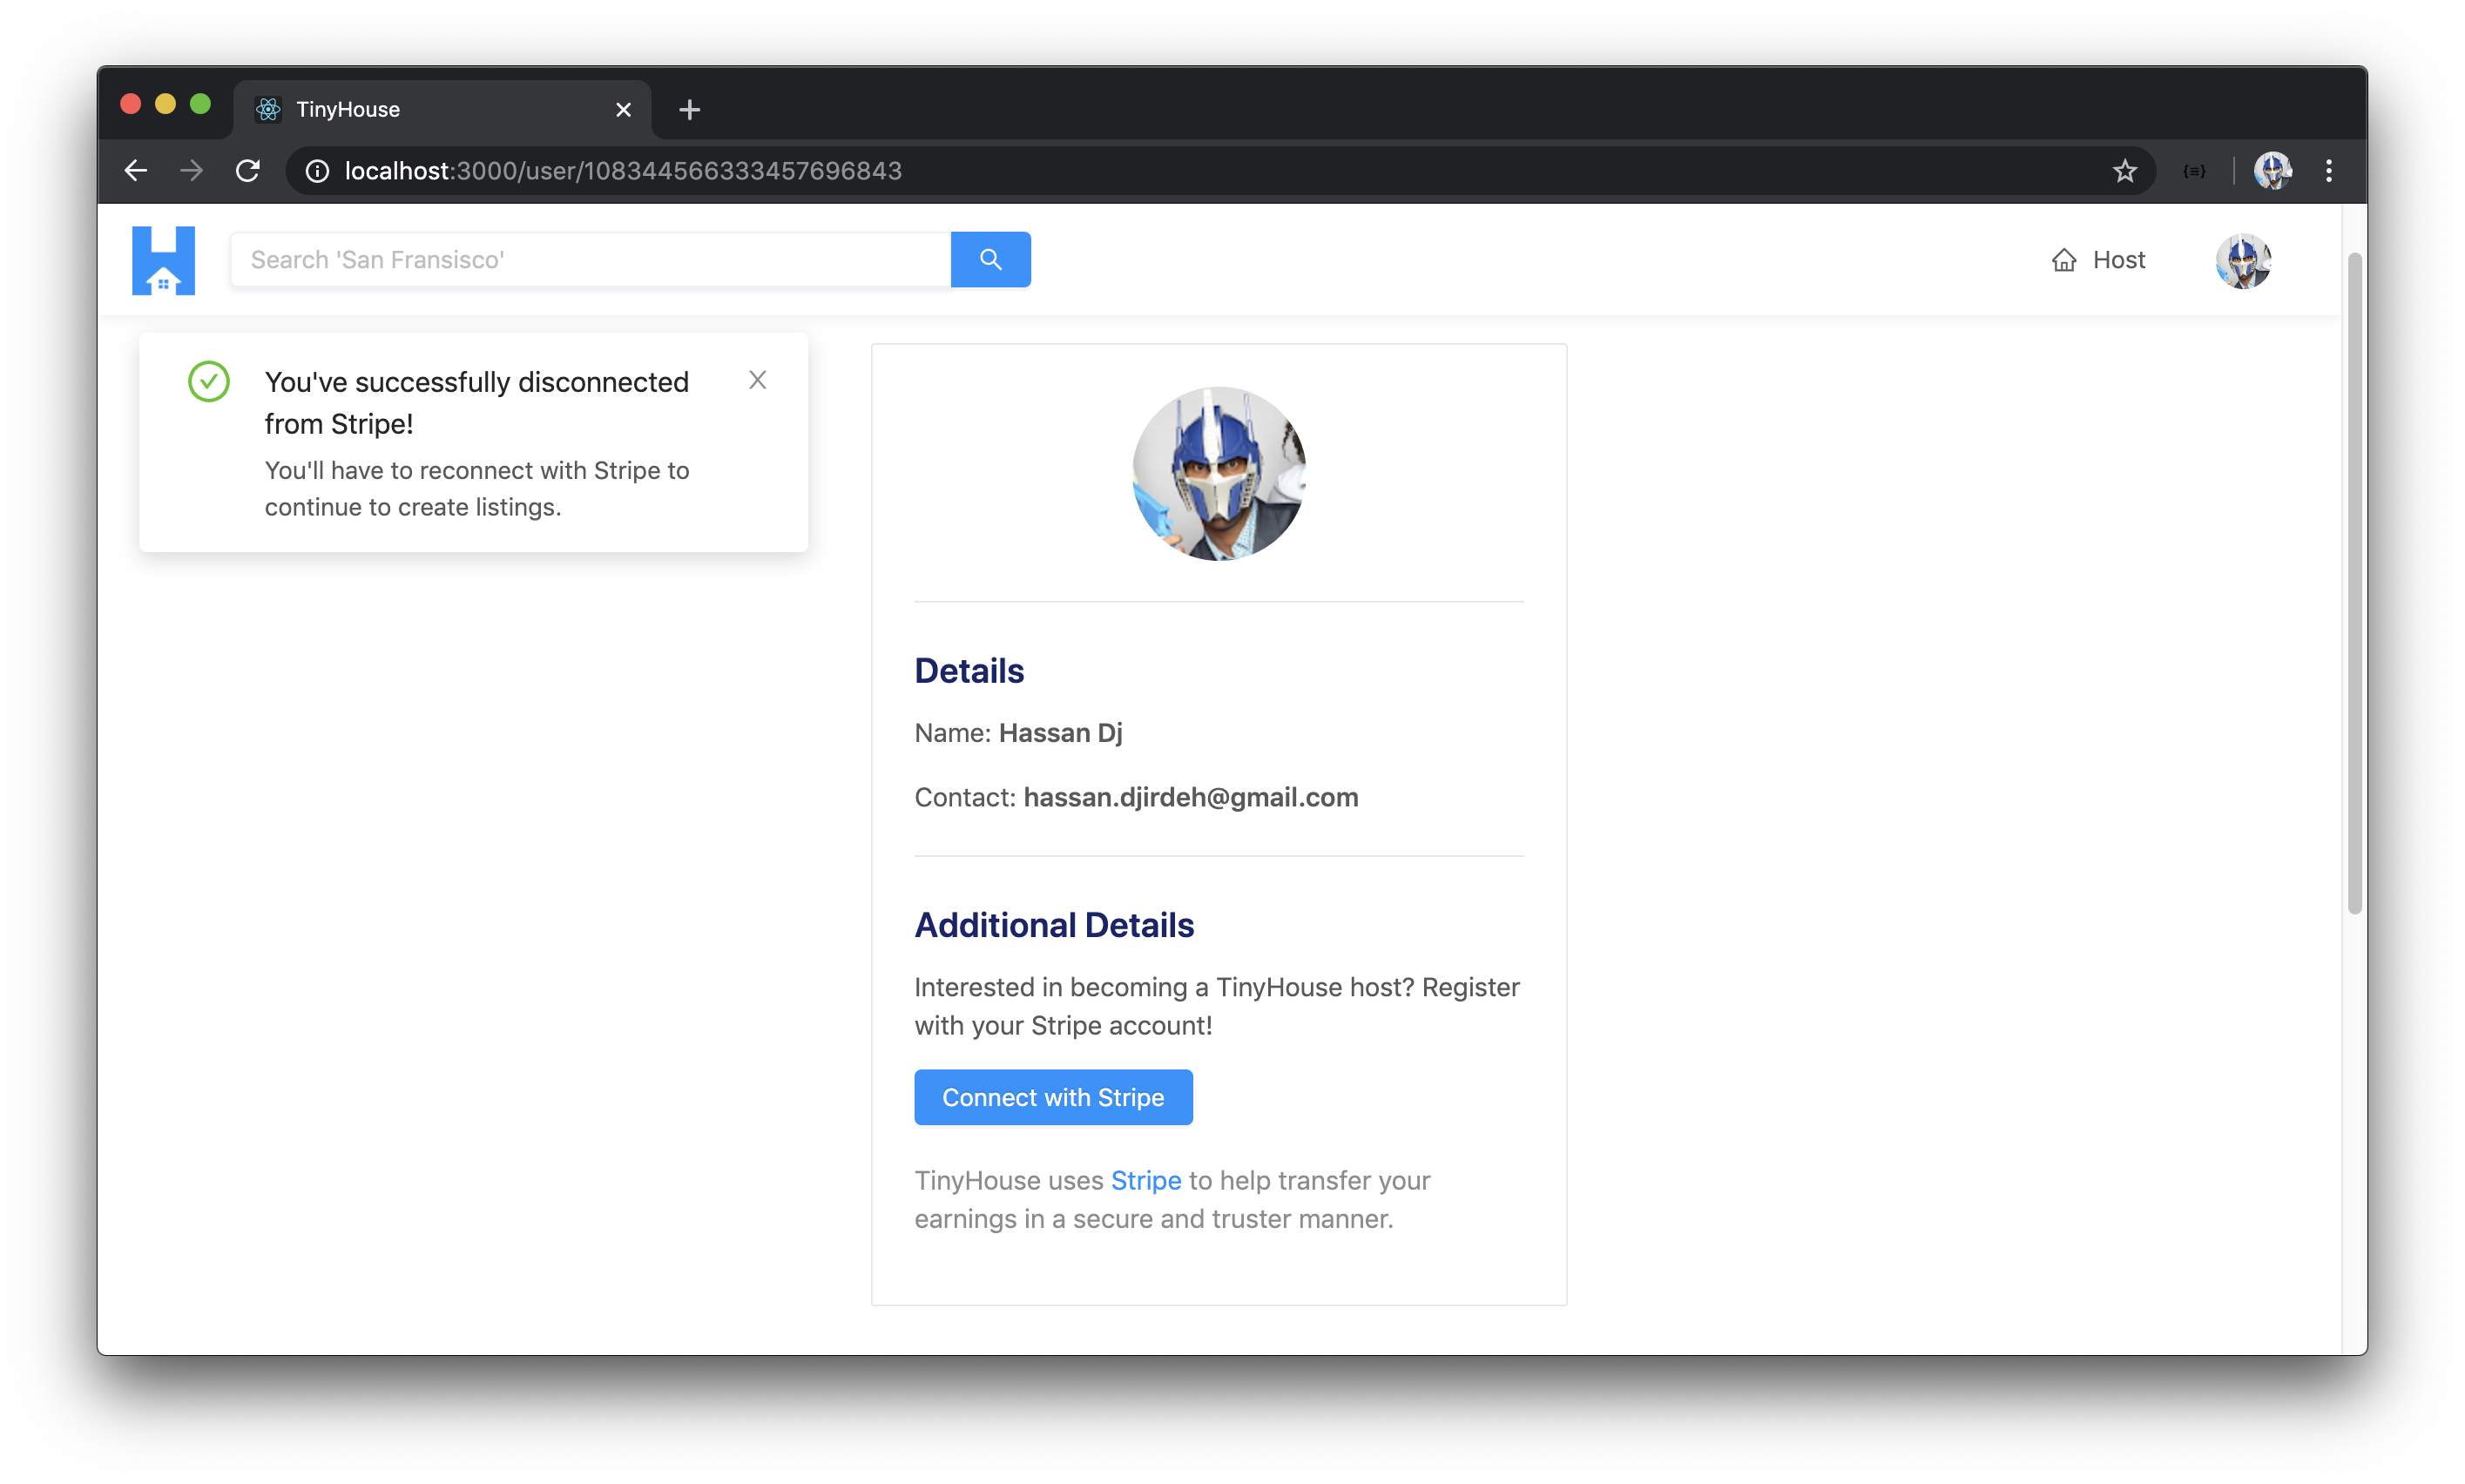 TinyHouse
localhost:3000/user/108344566333457696843
Search 'San Fransisco'
Host
You've successfully disconnected
from Stripe!
You'll have to reconnect with Stripe to
continue to create listings.
Details
Name: Hassan Dj
Contact: hassan.djirdeh@gmail.com
Additional Details
Interested in becoming a TinyHouse host? Register
with your Stripe account!
Connect with Stripe
TinyHouse uses Stripe to help transfer your
earnings in a secure and truster manner.